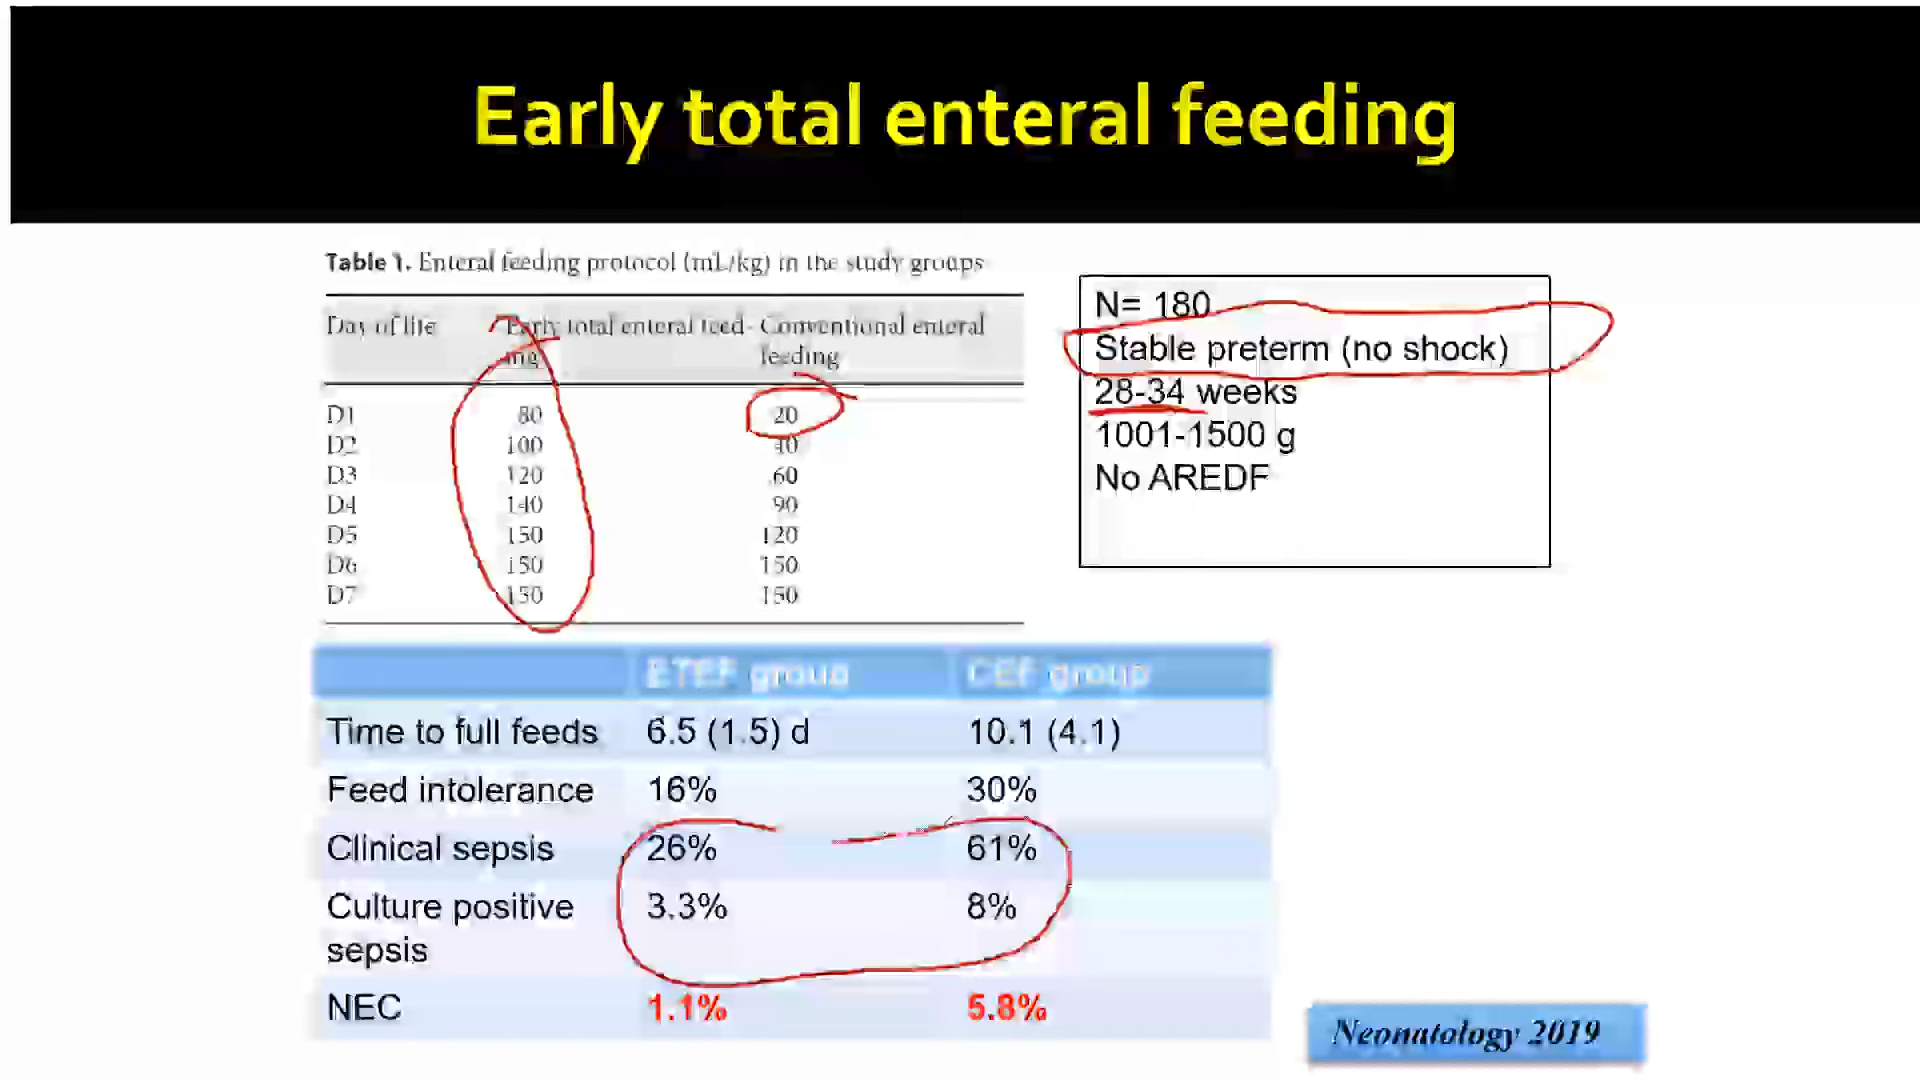 Early total enteral feeding
Table 1. Enteral feeding protocol (mL/kg) in the study groups
Day of life Early total enteral feed- Conventional enteral
ing feeding
D1 80 20
D2 100 40
D3 120 60
D4 140 90
D5 150 120
D6 150 150
D7 150 150
N= 180
Stable preterm (no shock)
28-34 weeks
1001-1500 g
No AREDF
ETEF group CEF group
Time to full feeds 6.5 (1.5) d 10.1 (4.1)
Feed intolerance 16% 30%
Clinical sepsis 26% 61%
Culture positive 3.3% 8%
sepsis
NEC 1.1% 5.8%
Neonatology 2019